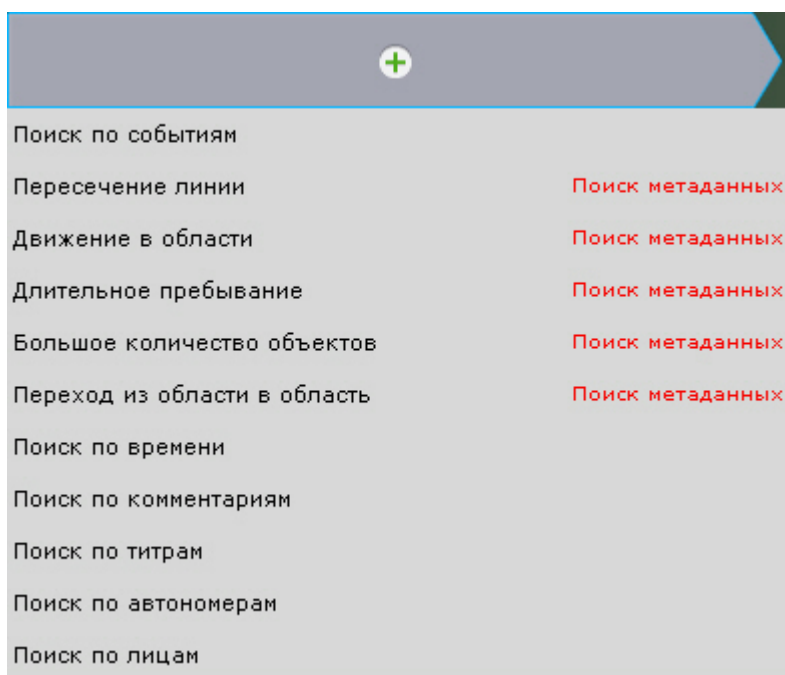 Поиск по событиям
Пересечение линии Поиск метаданных
Движение в области Поиск метаданных
Длительное пребывание Поиск метаданных
Большое количество объектов Поиск метаданных
Переход из области в область Поиск метаданных
Поиск по времени
Поиск по комментариям
Поиск по титрам
Поиск по автономерам
Поиск по лицам